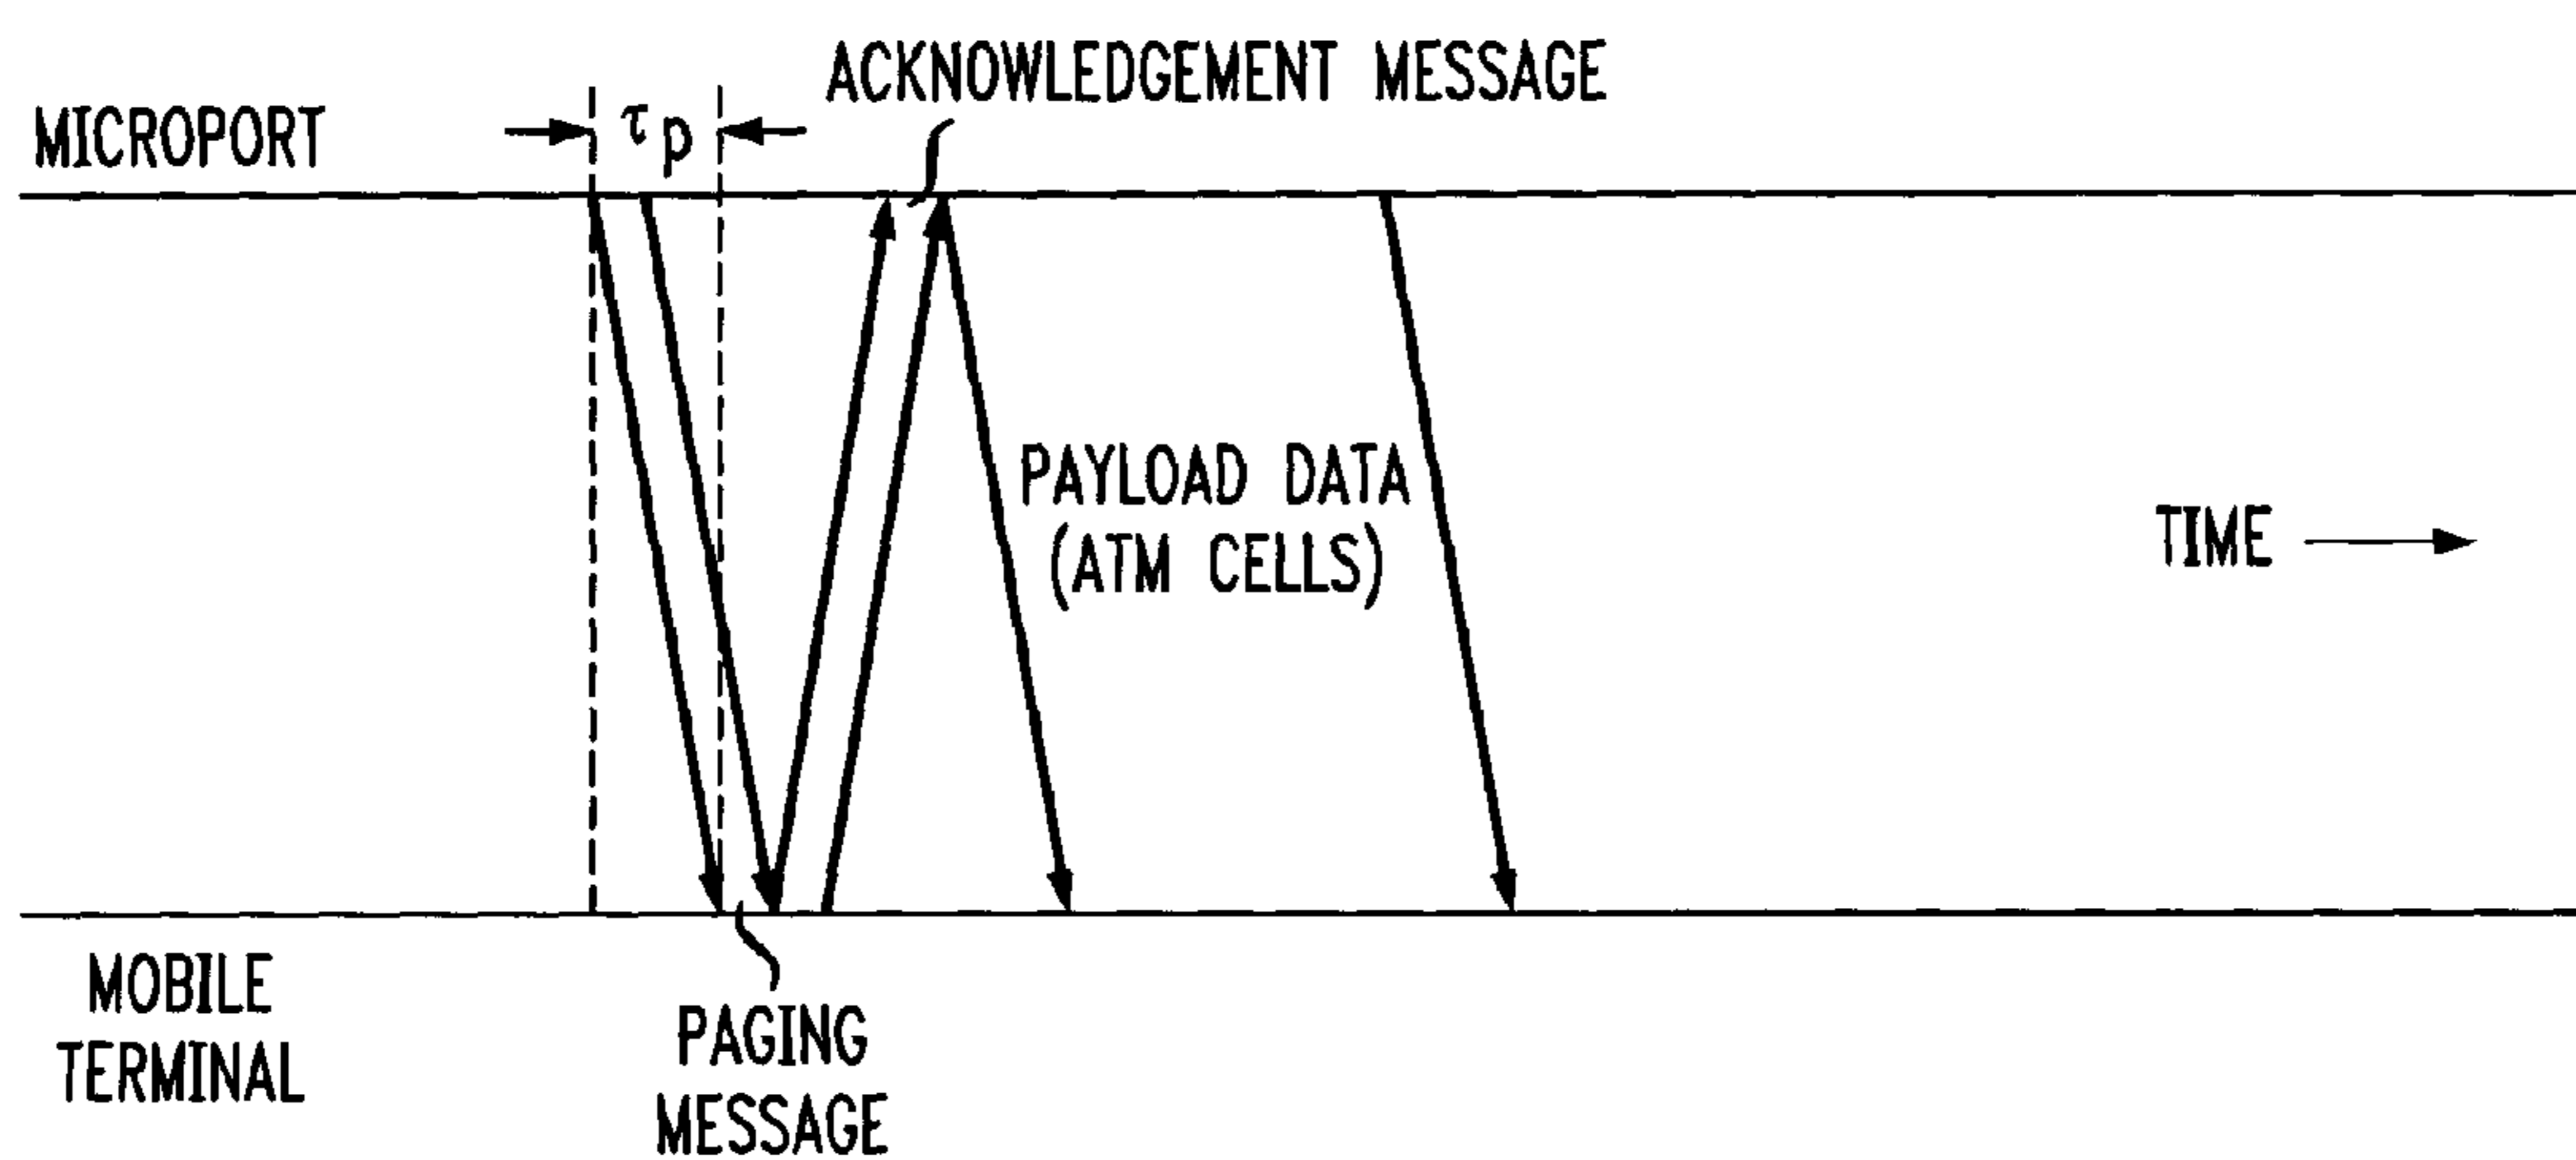 ACKNOWLEDGEMENT MESSAGE
MICROPORT
τp
PAYLOAD DATA
(ATM CELLS)
TIME
MOBILE
TERMINAL
PAGING
MESSAGE